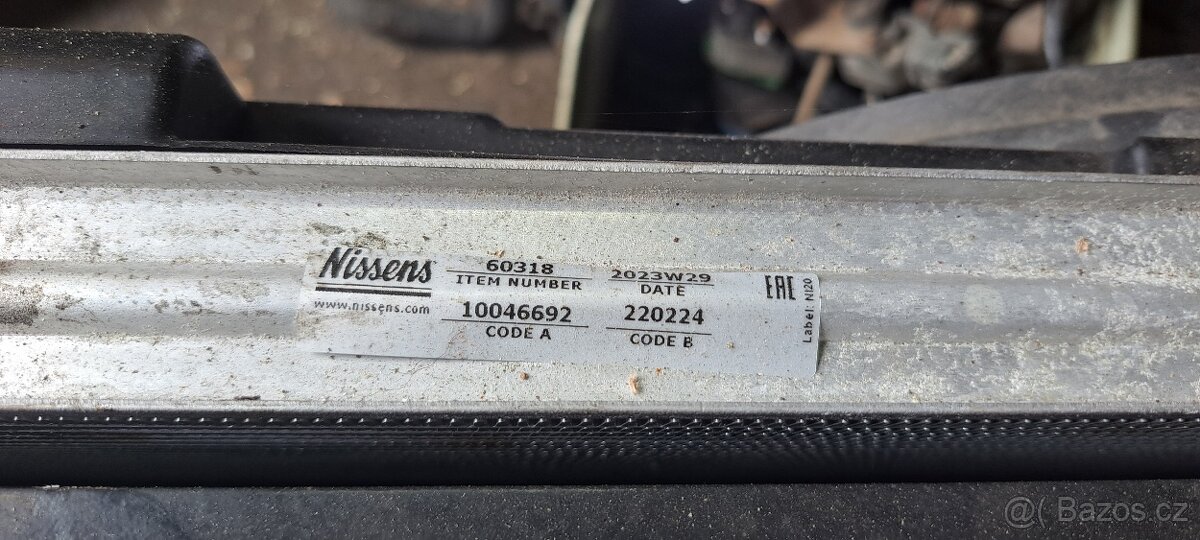 Nissens
www.nissens.com
60318
ITEM NUMBER
10046692
CODE A
2023W29
DATE
220224
CODE B
EAC
Label: NI20
@( Bazos.cz